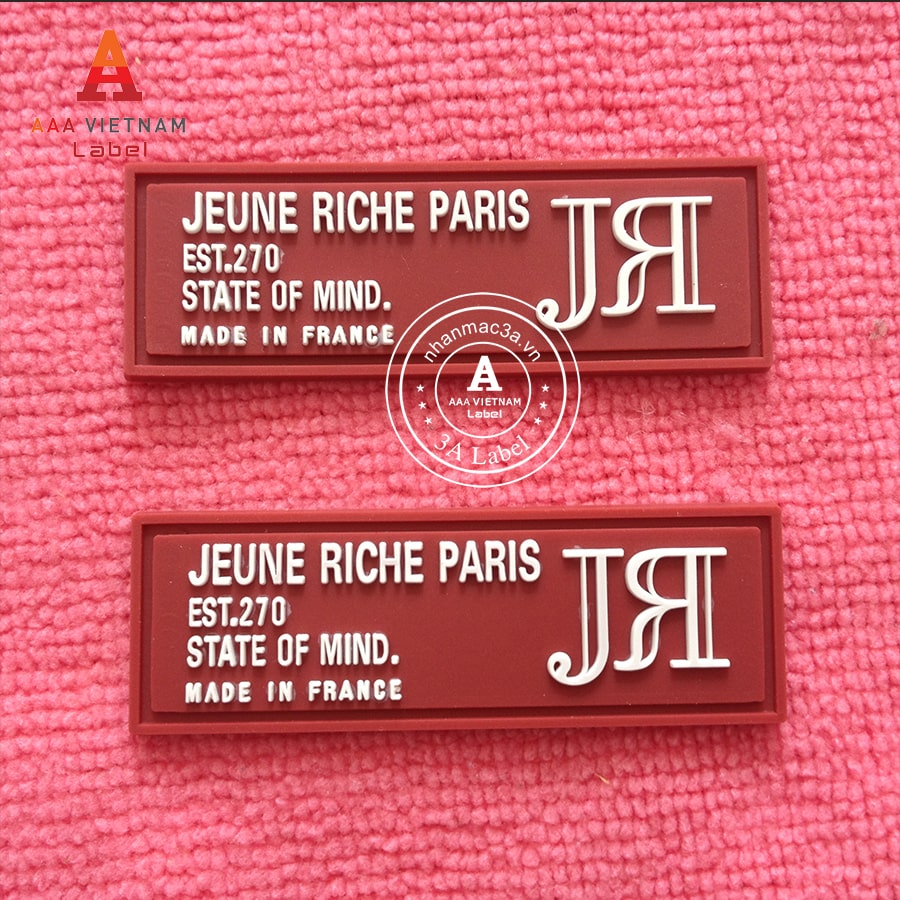 A
AAA VIETNAM
Label
JEUNE RICHE PARIS
EST.270
STATE OF MIND.
MADE IN FRANCE
JR
nhanmac3a.vn
A
AAA VIETNAM
Label
3A Label
JEUNE RICHE PARIS
EST.270
STATE OF MIND.
MADE IN FRANCE
JR